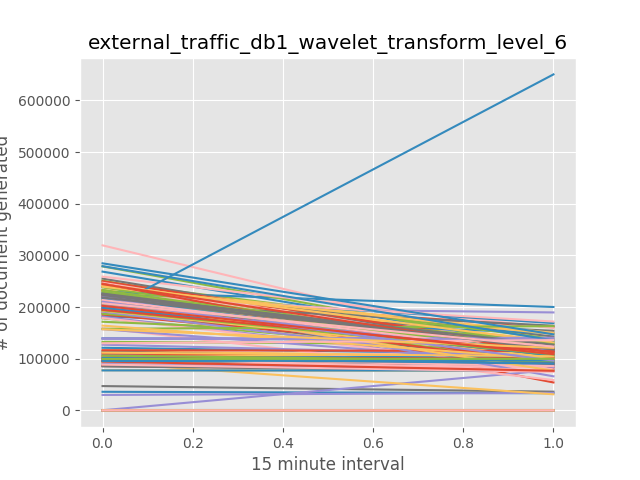 external_traffic_db1_wavelet_transform_level_6
of document generated
600000
500000
400000
300000
200000
100000
0
0.0 0.2 0.4 0.6 0.8 1.0
15 minute interval